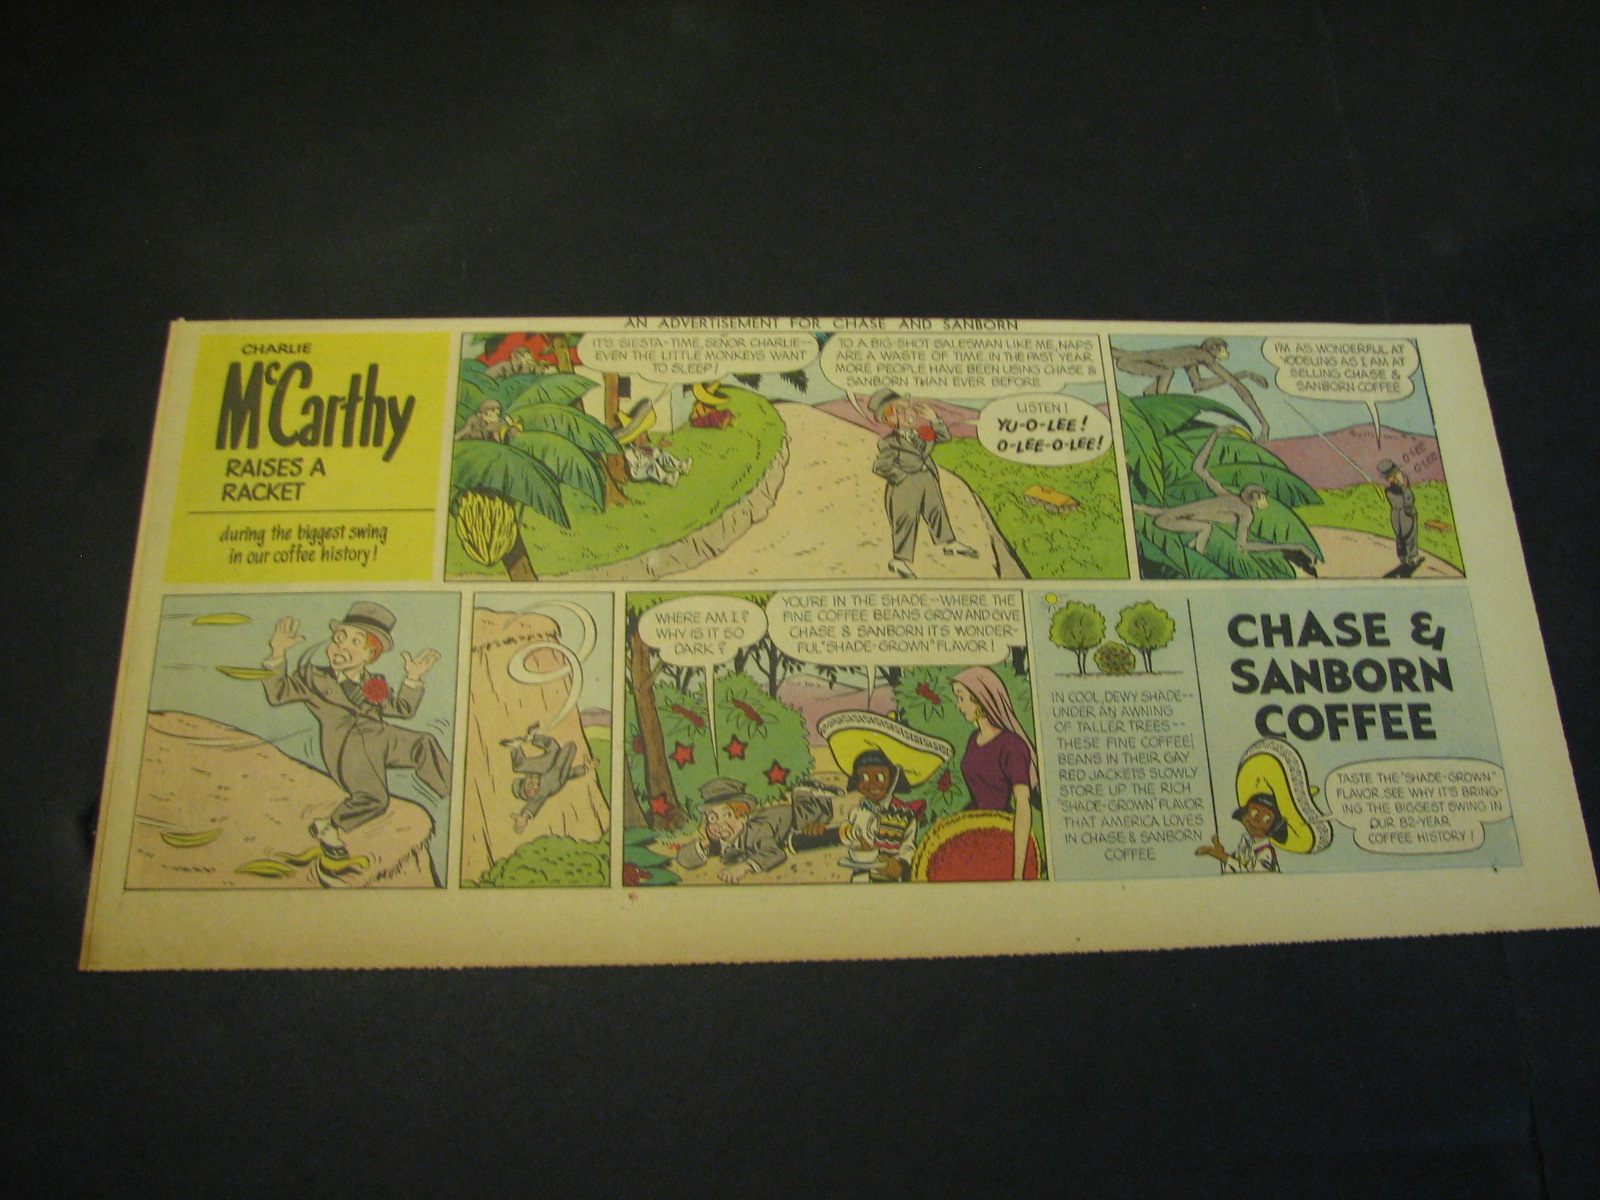 AN ADVERTISEMENT FOR CHASE AND SANBORN
CHARLIE
McCarthy
RAISES A
RACKET
during the biggest swing
in our coffee history!
IT'S SIESTA-TIME, SEÑOR CHARLIE--
EVEN THE LITTLE MONKEYS WANT
TO SLEEP!
TO A BIG-SHOT SALESMAN LIKE ME, NAPS
ARE A WASTE OF TIME. IN THE PAST YEAR
MORE PEOPLE HAVE BEEN USING CHASE &
SANBORN THAN EVER BEFORE
LISTEN!
YU-O-LEE!
O-LEE-O-LEE!
I'M AS WONDERFUL AT
YODELING AS I AM AT
SELLING CHASE &
SANBORN COFFEE
O-LEE
O-LEE
WHERE AM I?
WHY IS IT SO
DARK?
YOU'RE IN THE SHADE--WHERE THE
FINE COFFEE BEANS GROW AND GIVE
CHASE & SANBORN IT'S WONDER-
FUL "SHADE-GROWN" FLAVOR!
IN COOL, DEWY SHADE--
UNDER AN AWNING
OF TALLER TREES--
THESE FINE COFFEE
BEANS IN THEIR GAY
RED JACKETS SLOWLY
STORE UP THE RICH
"SHADE-GROWN" FLAVOR
THAT AMERICA LOVES
IN CHASE & SANBORN
COFFEE
CHASE &
SANBORN
COFFEE
TASTE THE "SHADE-GROWN"
FLAVOR. SEE WHY IT'S BRING-
ING THE BIGGEST SWING IN
OUR 82-YEAR
COFFEE HISTORY!